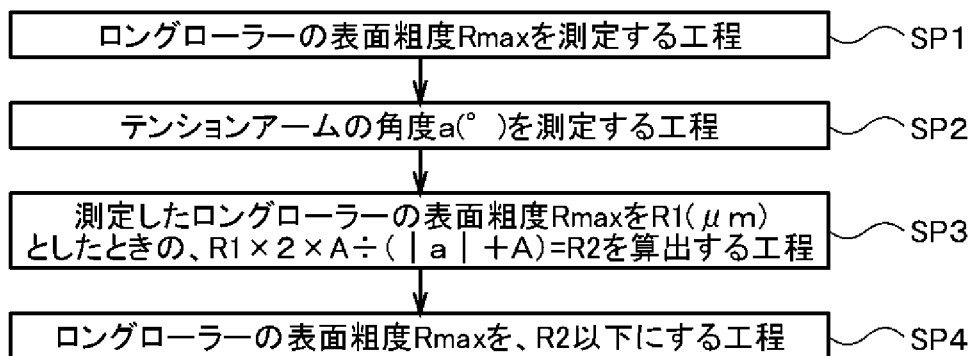 ロングローラーの表面粗度Rmaxを測定する工程 SP1
テンションアームの角度a(°)を測定する工程 SP2
測定したロングローラーの表面粗度RmaxをR1(μm)
としたときの、R1×2×A÷(|a|+A)=R2を算出する工程 SP3
ロングローラーの表面粗度Rmaxを、R2以下にする工程 SP4